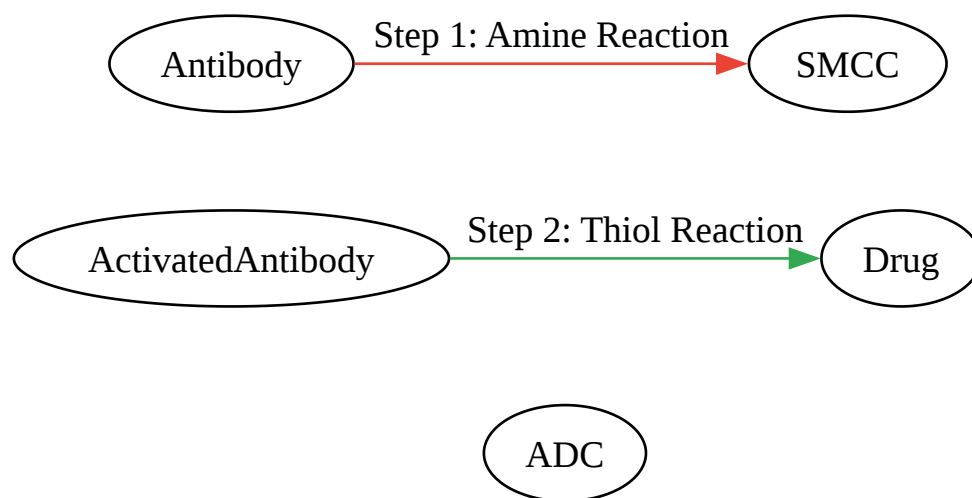 Antibody
Step 1: Amine Reaction
SMCC
ActivatedAntibody
Step 2: Thiol Reaction
Drug
ADC